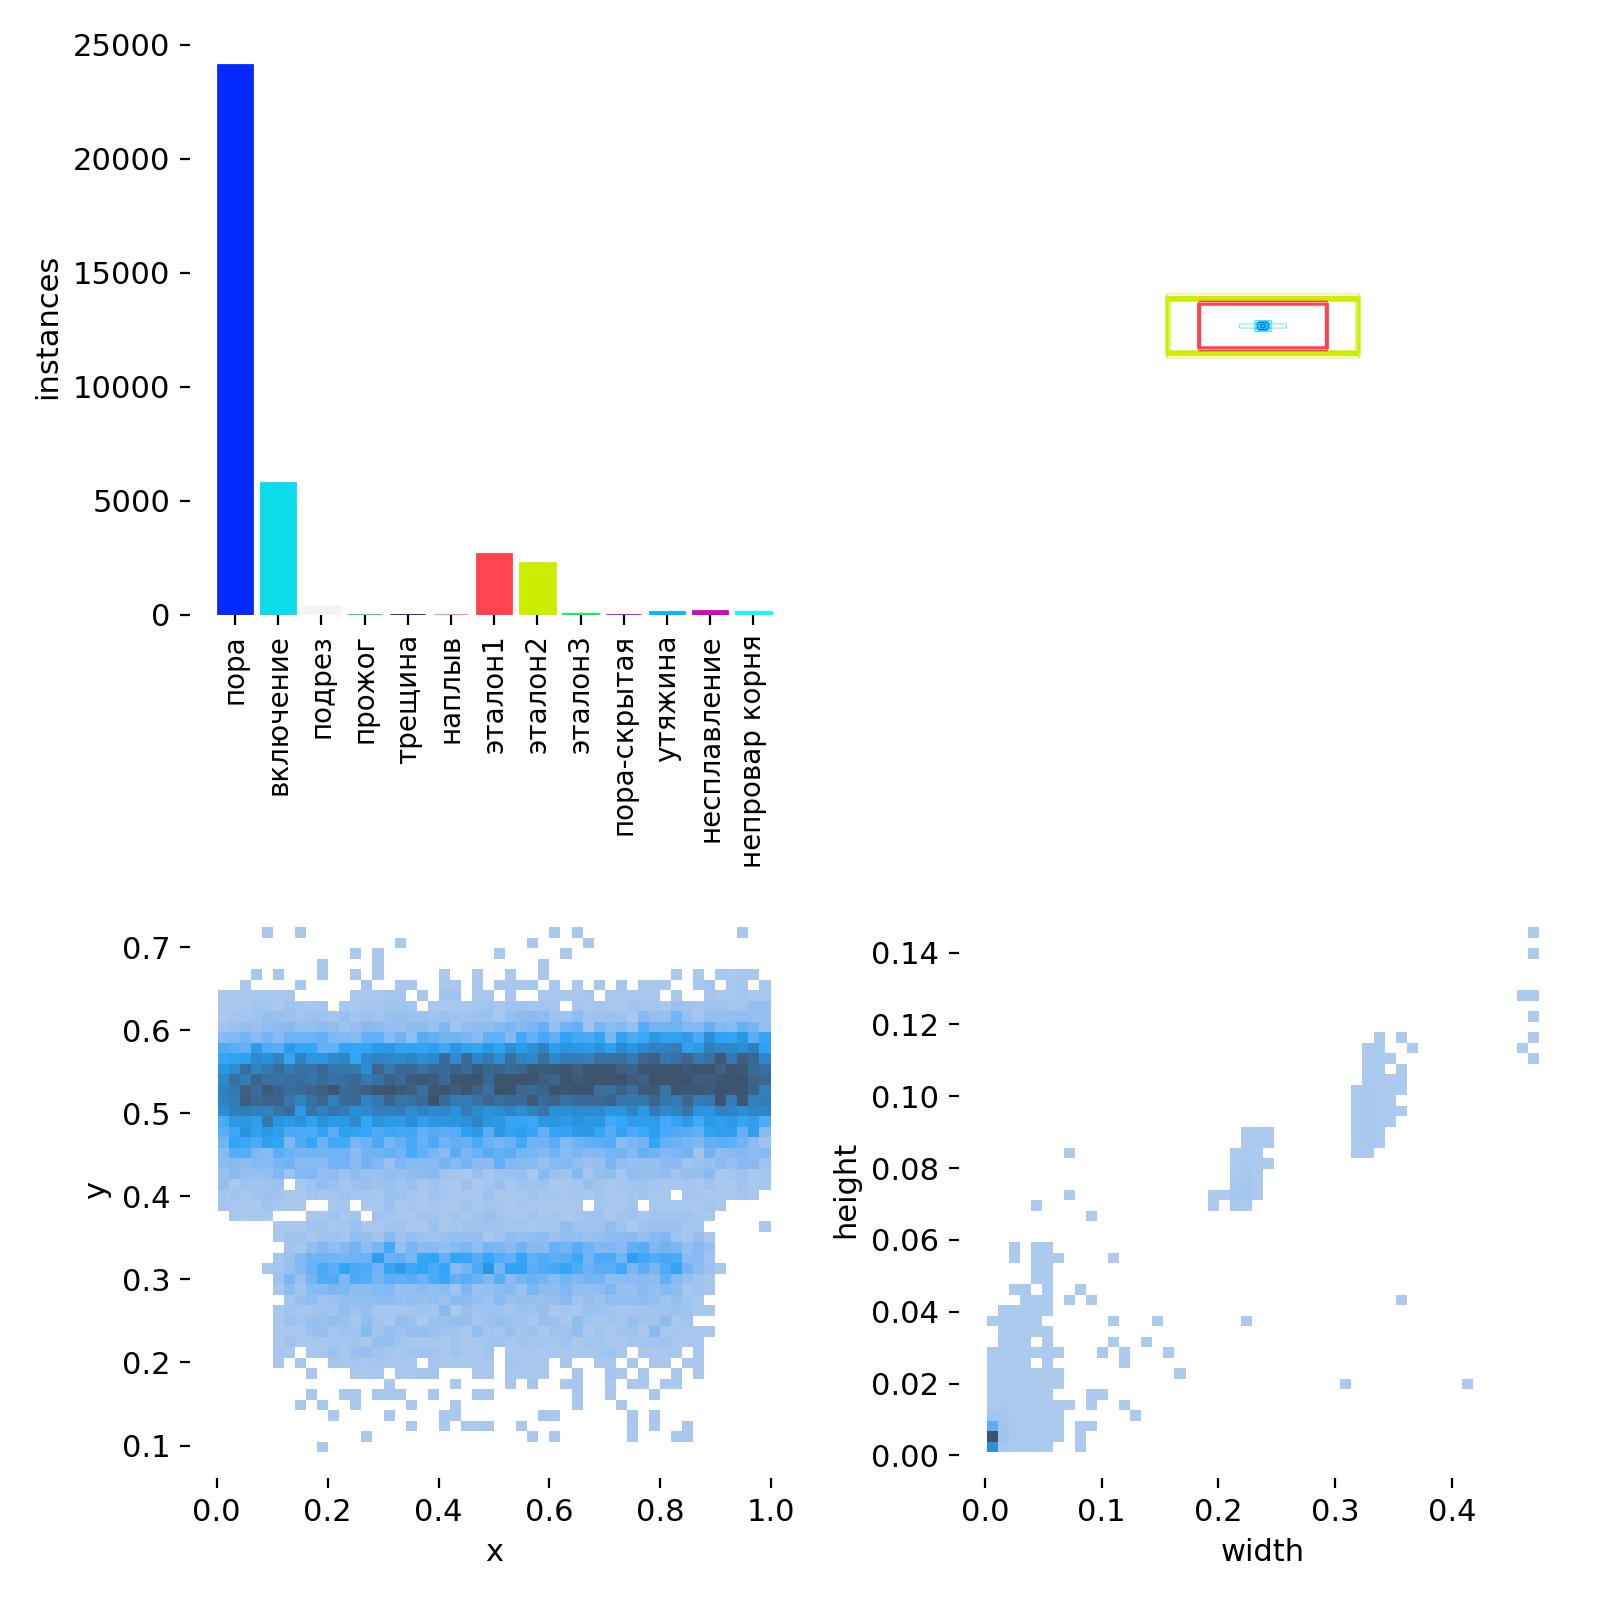 25000
20000
15000
10000
5000
0
instances
пора
включение
подрез
прожог
трещина
наплыв
эталон1
эталон2
эталон3
пора-скрытая
утяжина
несплавление
непровар корня
0.7
0.6
0.5
0.4
0.3
0.2
0.1
y
0.0 0.2 0.4 0.6 0.8 1.0
x
0.14
0.12
0.10
0.08
0.06
0.04
0.02
0.00
height
0.0 0.1 0.2 0.3 0.4
width